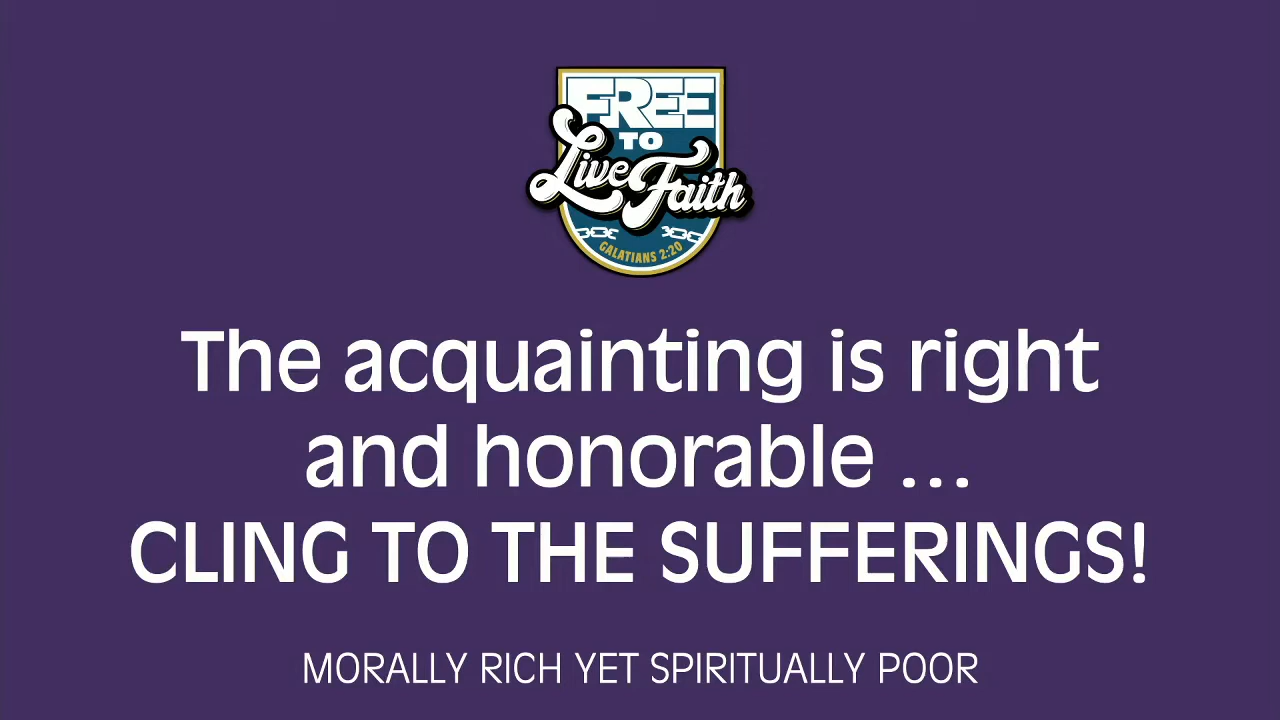 FREE
TO
Live Faith
GALATIANS 2:20
The acquainting is right
and honorable ...
CLING TO THE SUFFERINGS!
MORALLY RICH YET SPIRITUALLY POOR